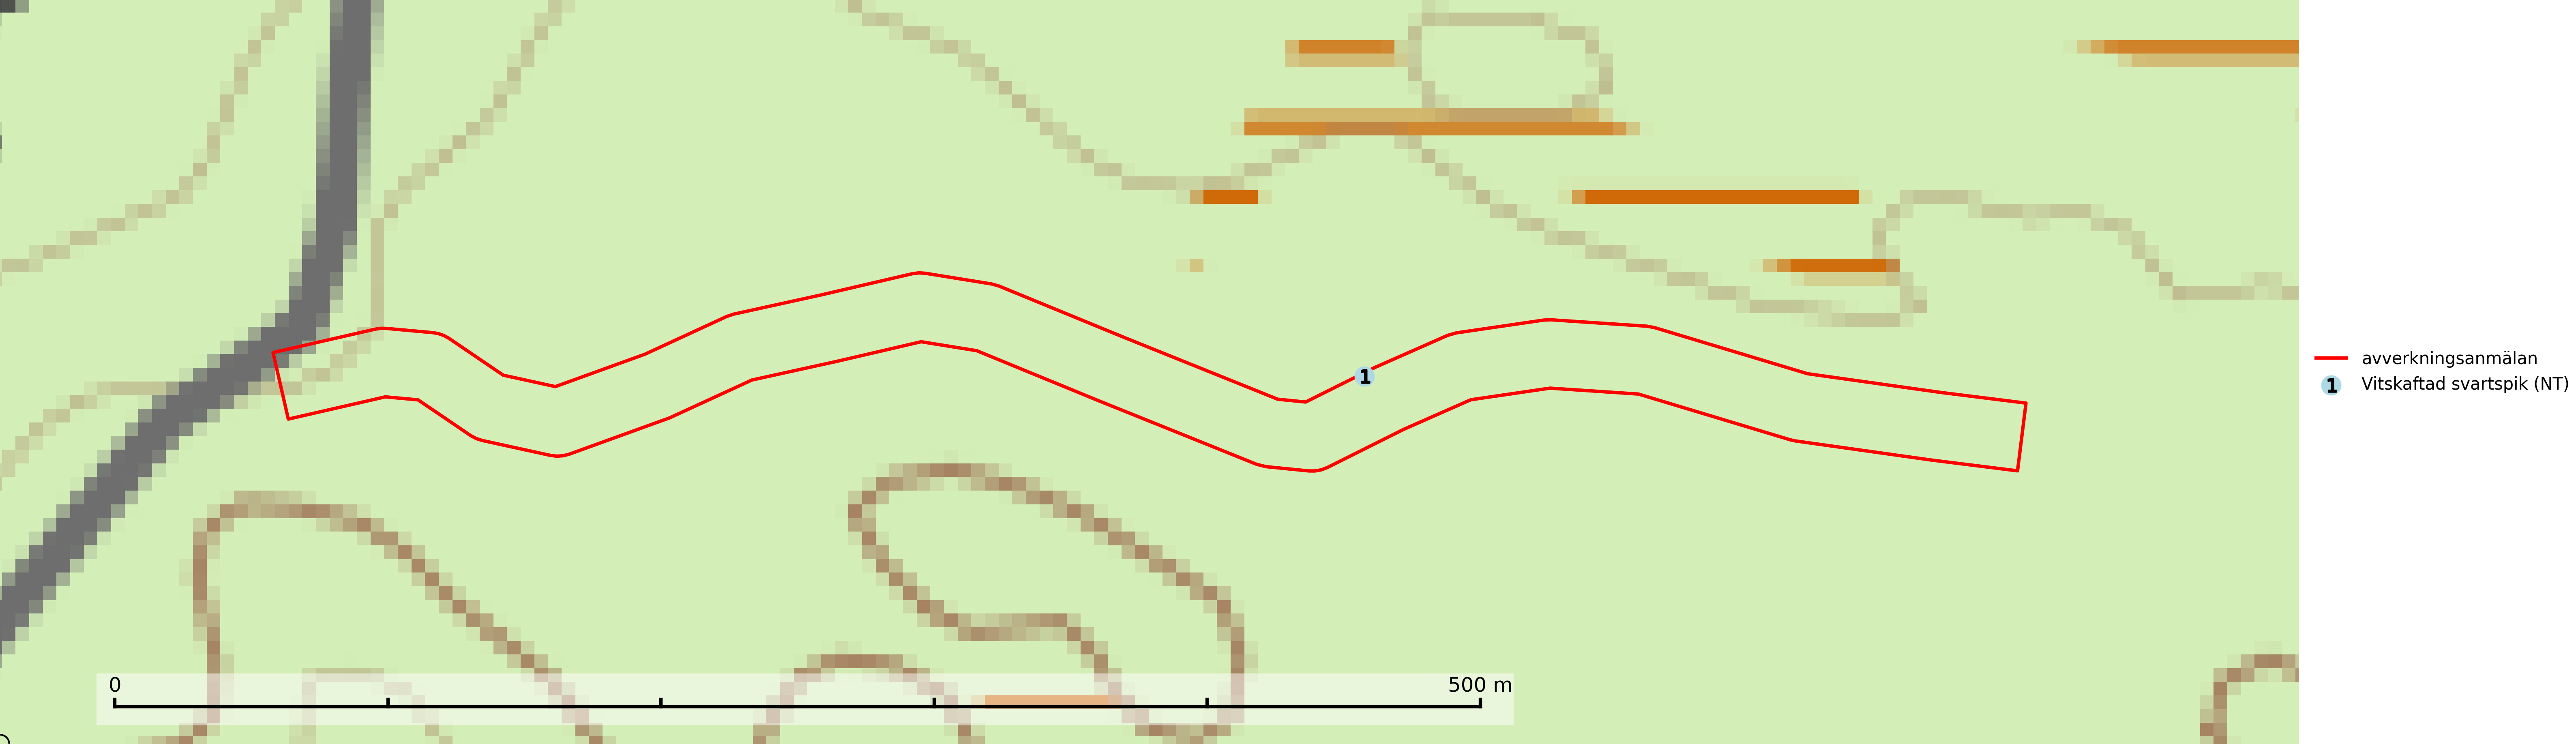 1
avverkningsanmälan
1 Vitskaftad svartspik (NT)
0 500 m